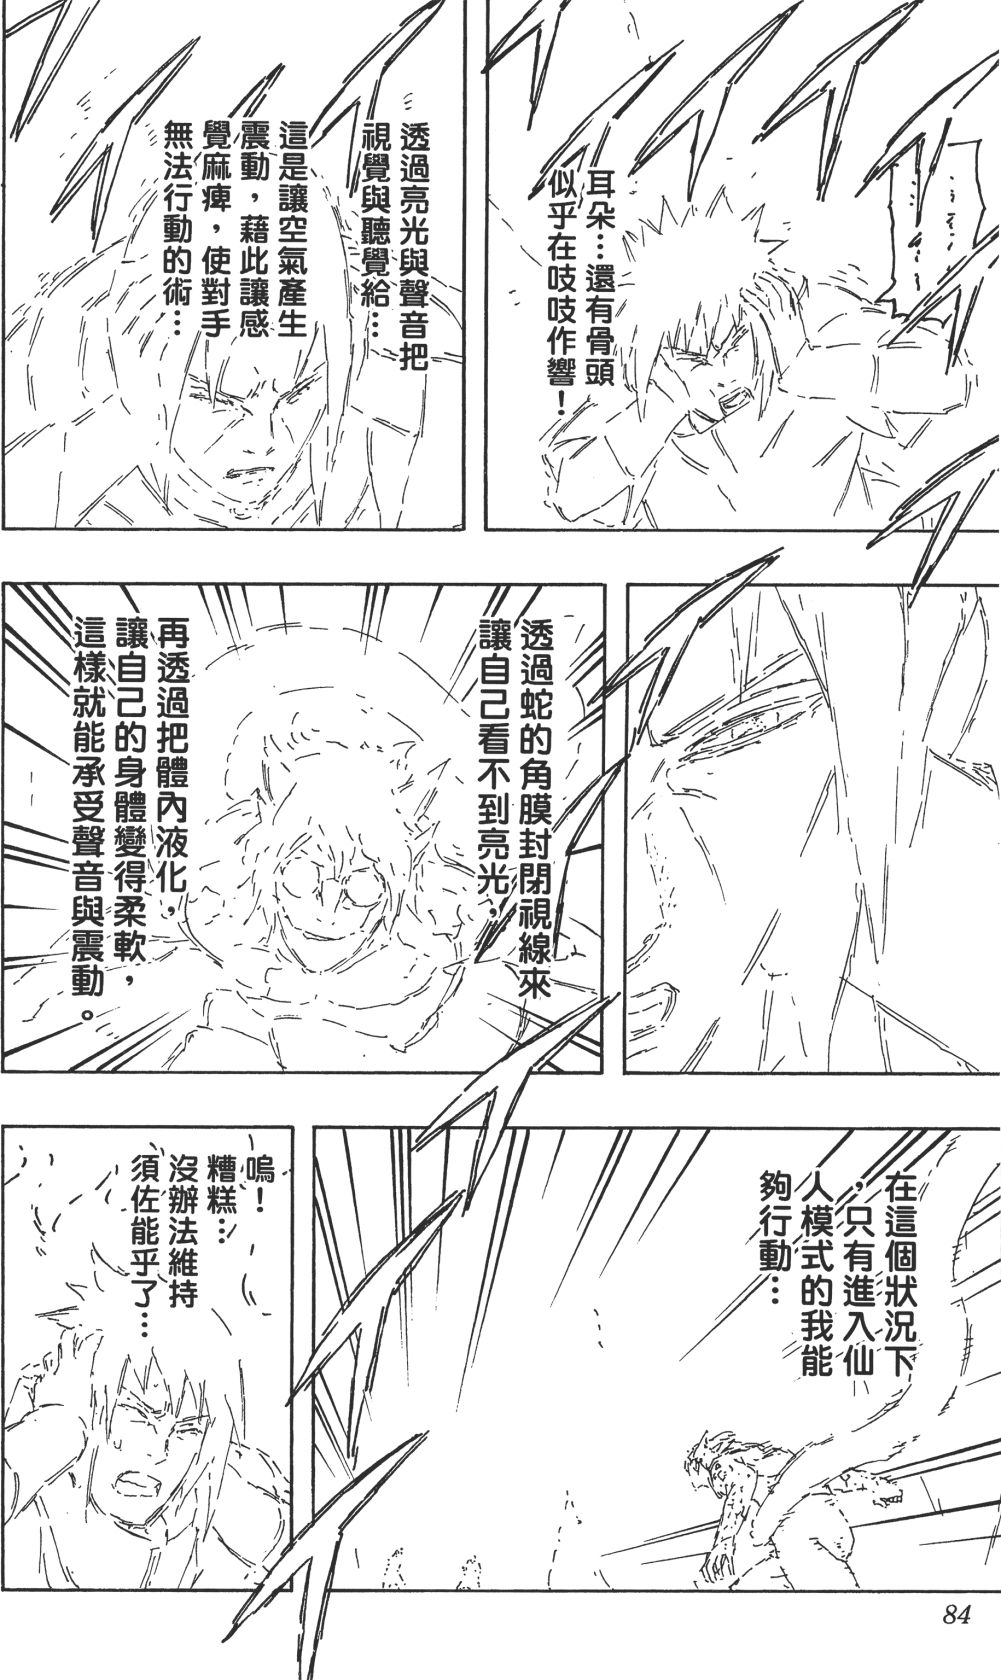 耳朵…還有骨頭
似乎在吱吱作響！
透過亮光與聲音把
視覺與聽覺給…
這是讓空氣產生
震動，藉此讓感
覺麻痺，使對手
無法行動的術…
透過蛇的角膜封閉視線來
讓自己看不到亮光，
再透過把體內液化，
讓自己的身體變得柔軟，
這樣就能承受聲音與震動。
在這個狀況下
，只有進入仙
人模式的我能
夠行動…
嗚！
糟糕…
沒辦法維持
須佐能乎了…
84